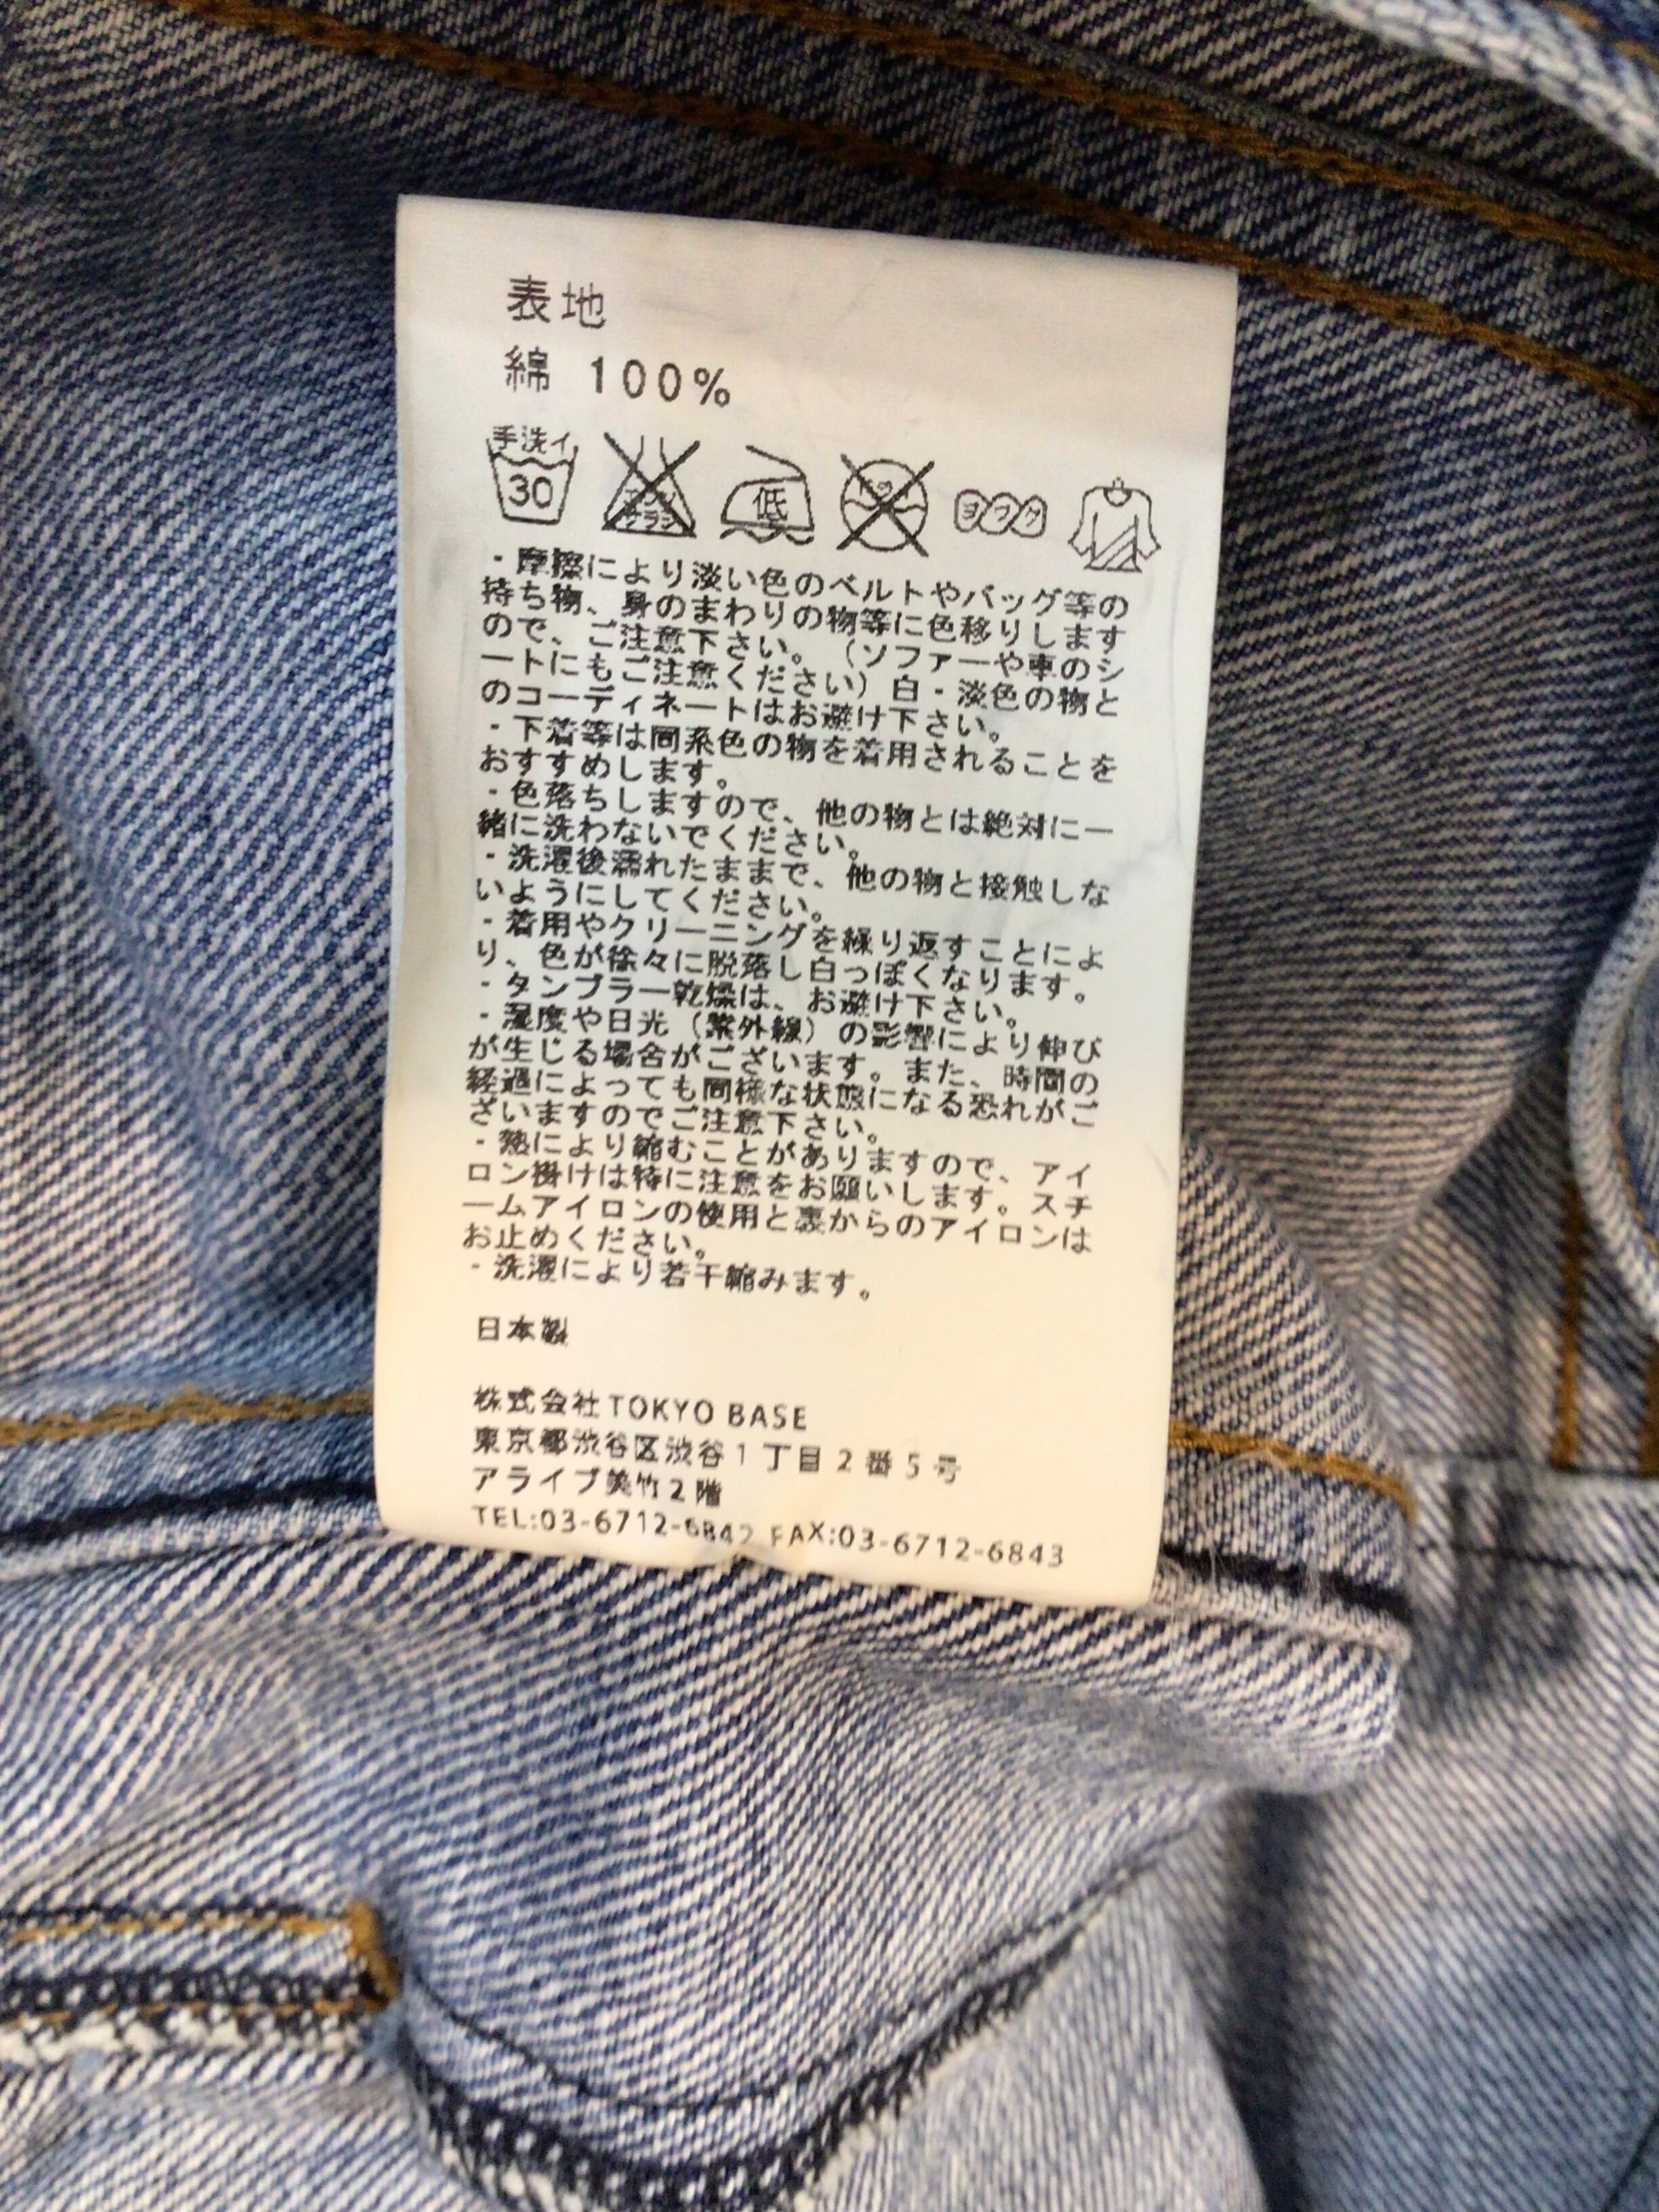 表地
綿 100%
手洗イ
30
エンソ
サラシ
低
ヨワク
・摩擦により淡い色のベルトやバッグ等の
持ち物、身のまわりの物等に色移りします
ので、ご注意下さい。（ソファーや車のシ
ートにもご注意ください）白・淡色の物と
のコーディネートはお避け下さい。
・下着等は同系色の物を着用されることを
おすすめします。
・色落ちしますので、他の物とは絶対に一
緒に洗わないでください。
・洗濯後濡れたままで、他の物と接触しな
いようにしてください。
・着用やクリーニングを繰り返すことによ
り、色が徐々に脱落し白っぽくなります。
・タンブラー乾燥は、お避け下さい。
・湿度や日光（紫外線）の影響により伸び
が生じる場合がございます。また、時間の
経過によっても同様な状態になる恐れがご
ざいますのでご注意下さい。
・熱により縮むことがありますので、アイ
ロン掛けは特に注意をお願いします。スチ
ームアイロンの使用と裏からのアイロンは
お止めください。
・洗濯により若干縮みます。
日本製
株式会社 TOKYO BASE
東京都渋谷区渋谷1丁目2番5号
アライブ美竹2階
TEL:03-6712-6842 FAX:03-6712-6843